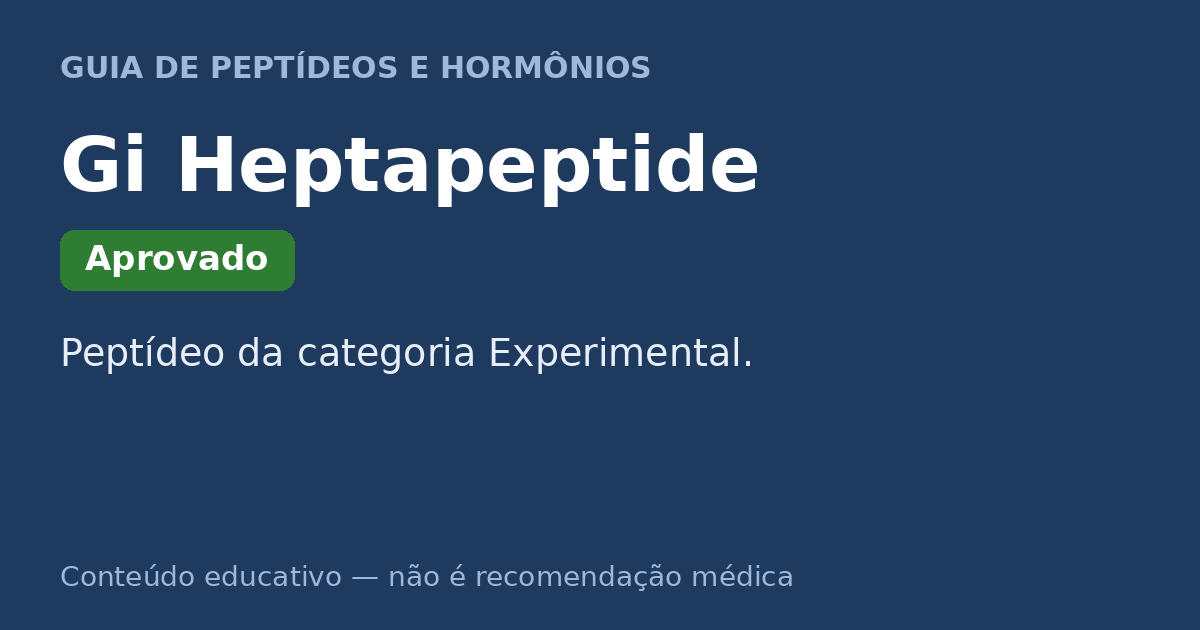 GUIA DE PEPTÍDEOS E HORMÔNIOS
Gi Heptapeptide
Aprovado
Peptídeo da categoria Experimental.
Conteúdo educativo — não é recomendação médica